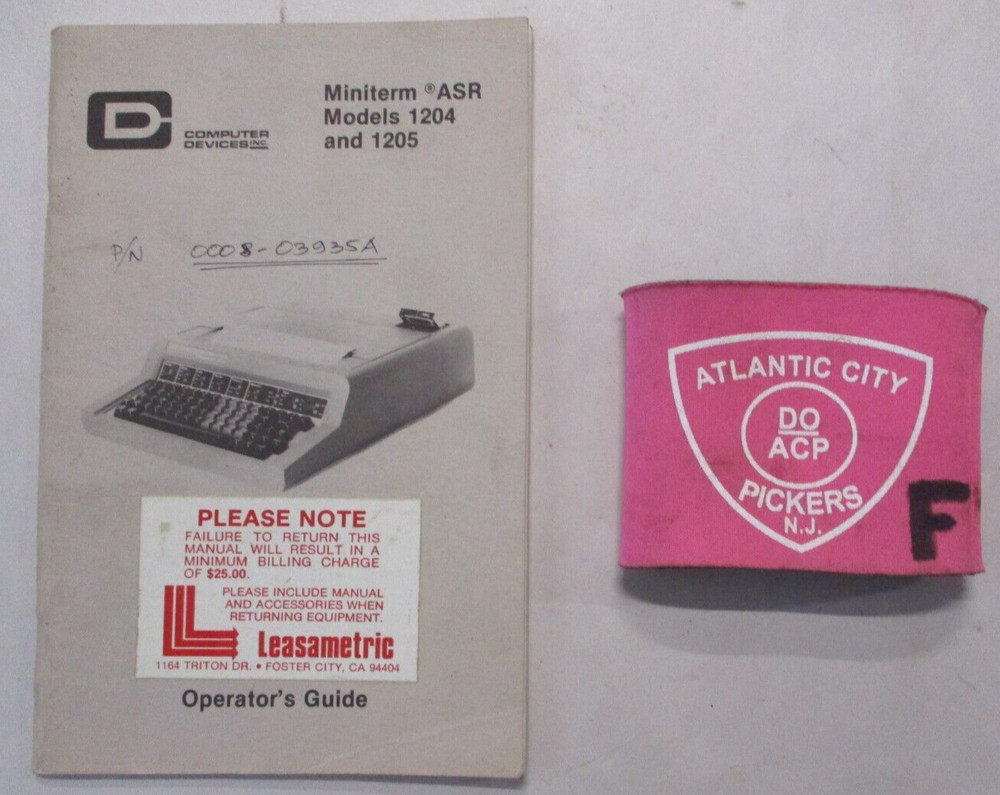 COMPUTER
DEVICES INC.
Miniterm ® ASR
Models 1204
and 1205
P/N 0008-03935A
PLEASE NOTE
FAILURE TO RETURN THIS
MANUAL WILL RESULT IN A
MINIMUM BILLING CHARGE
OF $25.00.
PLEASE INCLUDE MANUAL
AND ACCESSORIES WHEN
RETURNING EQUIPMENT.
Leasametric
1164 TRITON DR. • FOSTER CITY, CA 94404
Operator's Guide
ATLANTIC CITY
DO
ACP
PICKERS
N.J.
F